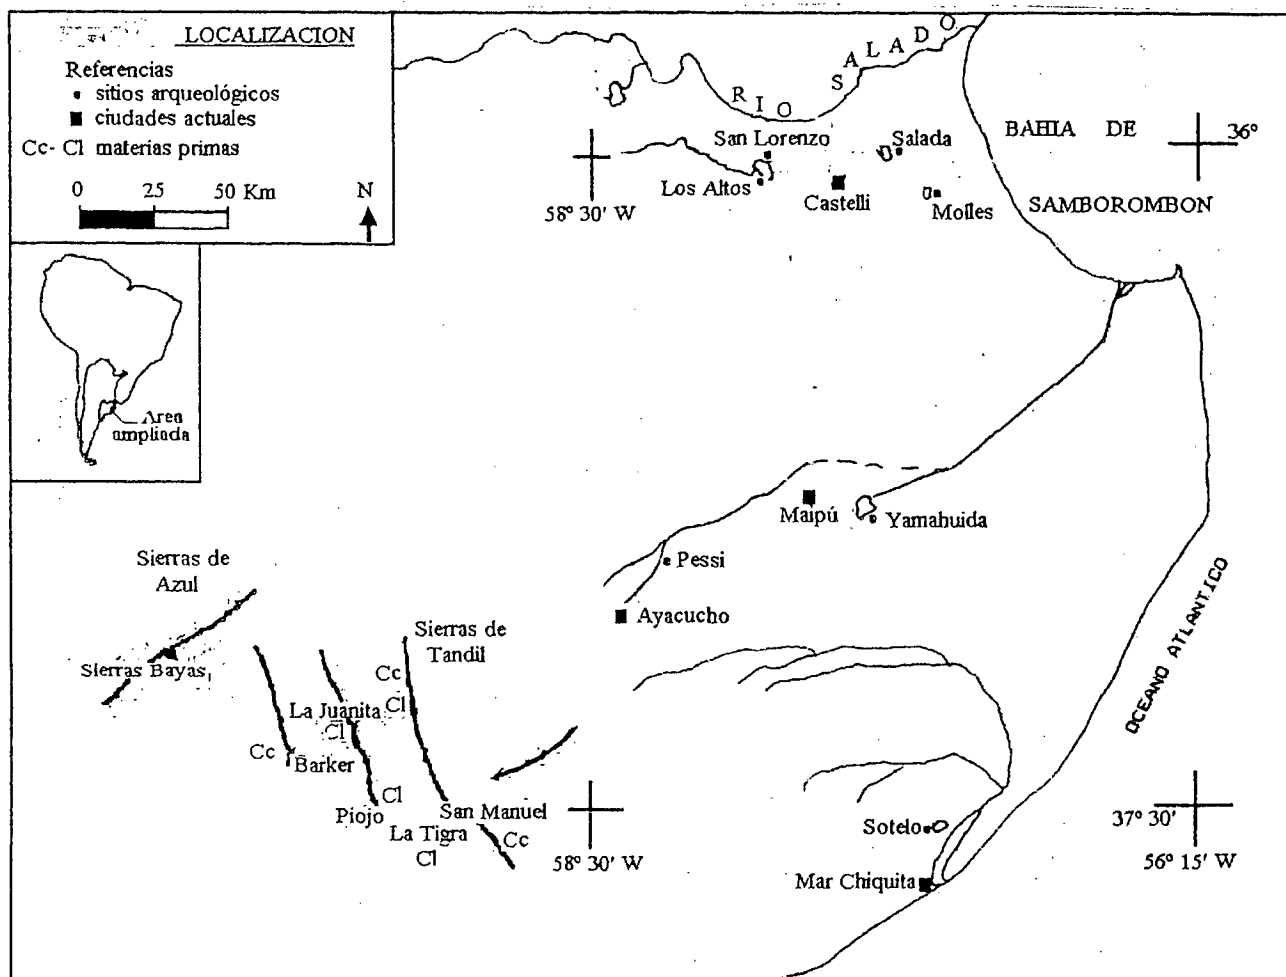 LOCALIZACION
Referencias
sitios arqueológicos
ciudades actuales
Cc- Cl materias primas
0 25 50 Km
N
RIO SALADO
BAHIA DE
SAMBOROMBON
36°
San Lorenzo
Salada
Los Altos
Castelli
Molles
58° 30' W
Area
ampliada
Maipú
Yamahuida
Pessi
Ayacucho
Sierras de
Azul
Sierras Bayas
Sierras de
Tandil
Cc
Cl
La Juanita
Cl
Cc
Barker
Cl
Piojo
San Manuel
La Tigra
Cl
Cc
58° 30' W
OCEANO ATLANTICO
Sotelo
37° 30'
56° 15' W
Mar Chiquita